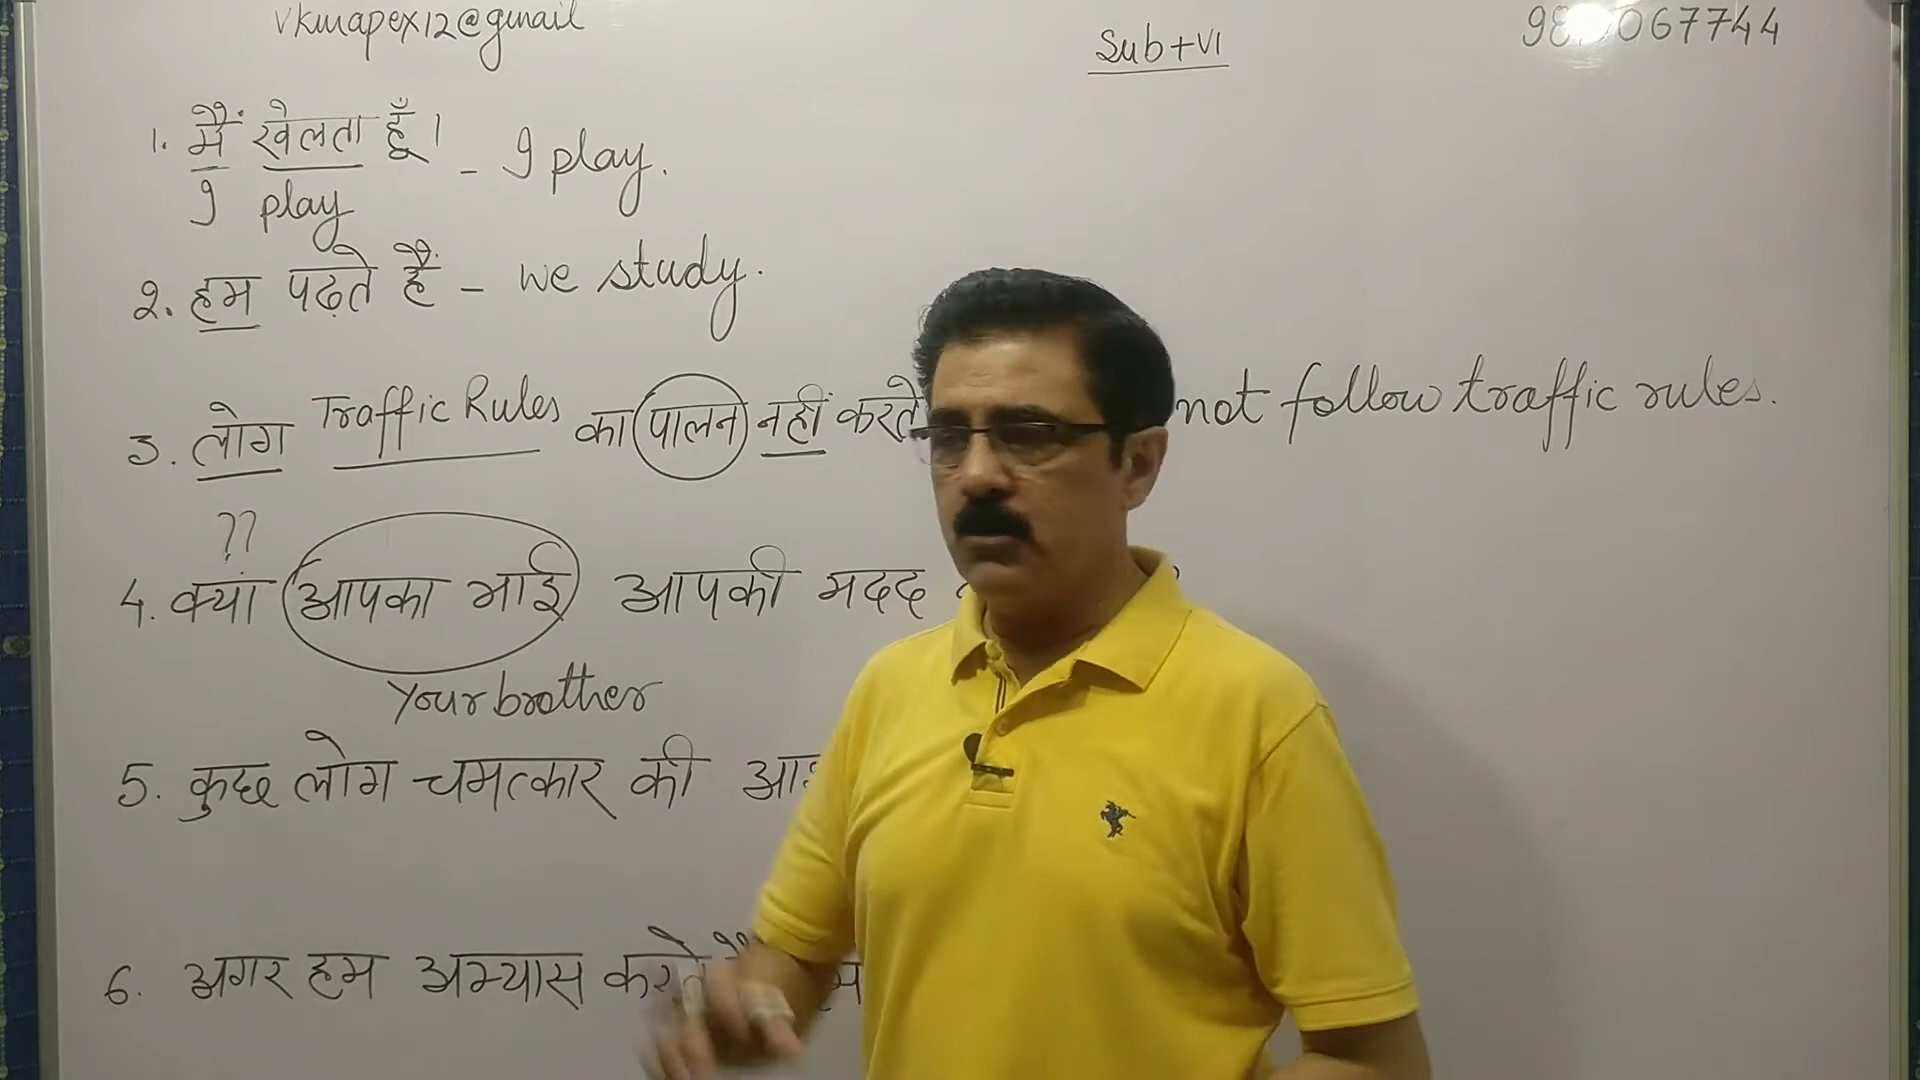 vkmapex12@gmail
Sub+V1
067744
1. मैं खेलता हूँ। - I play.
I play
2. हम पढ़ते हैं - we study.
3. लोग Traffic Rules का पालन नहीं करते not follow traffic rules.
??
4. क्या आपका भाई आपकी मदद
Your brother
5. कुछ लोग चमत्कार की
6. अगर हम अभ्यास करते